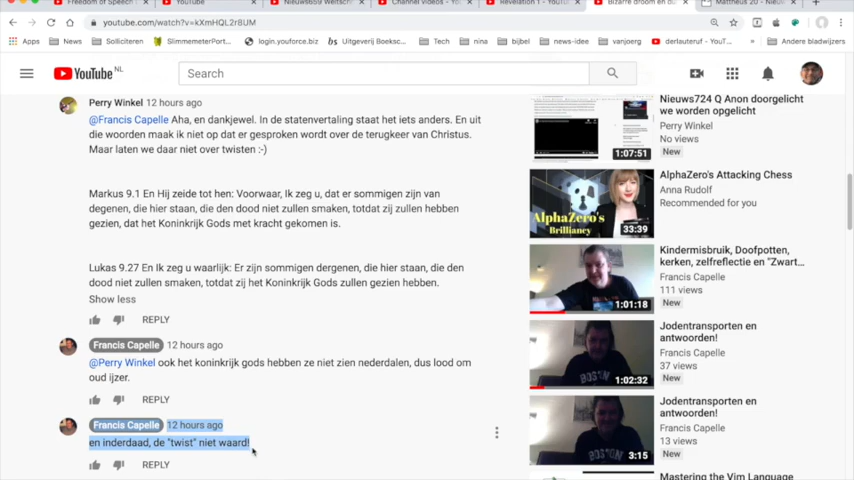 Freedom of Speech
YouTube
Nieuws659 Weltsch
Channel videos - Y
Revelation 1 - YouTu
Bizarre droom en du
Mattheus 20 - Nieuw
youtube.com/watch?v=kXmHQL2r8UM
Apps
News
Solliciteren
SlimmemeterPort...
login.youforce.biz
Uitgeverij Boeksc...
Tech
nina
bijbel
news-idee
vanjoerg
derlauteruf - YouT...
Andere bladwijzers
YouTube NL
Search
Perry Winkel 12 hours ago
@Francis Capelle Aha, en dankjewel. In de statenvertaling staat het iets anders. En uit
die woorden maak ik niet op dat er gesproken wordt over de terugkeer van Christus.
Maar laten we daar niet over twisten :-)
Markus 9.1 En Hij zeide tot hen: Voorwaar, Ik zeg u, dat er sommigen zijn van
degenen, die hier staan, die den dood niet zullen smaken, totdat zij zullen hebben
gezien, dat het Koninkrijk Gods met kracht gekomen is.
Lukas 9.27 En Ik zeg u waarlijk: Er zijn sommigen dergenen, die hier staan, die den
dood niet zullen smaken, totdat zij het Koninkrijk Gods zullen gezien hebben.
Show less
REPLY
Francis Capelle 12 hours ago
@Perry Winkel ook het koninkrijk gods hebben ze niet zien nederdalen, dus lood om
oud ijzer.
REPLY
Francis Capelle 12 hours ago
en inderdaad, de "twist" niet waard!
REPLY
1:07:51
Nieuws724 Q Anon doorgelicht
we worden opgelicht
Perry Winkel
No views
New
AlphaZero's
Brilliancy
33:39
AlphaZero's Attacking Chess
Anna Rudolf
Recommended for you
1:01:18
Kindermisbruik, Doofpotten,
kerken, zelfreflectie en "Zwart...
Francis Capelle
111 views
New
BOSTON
1:02:32
Jodentransporten en
antwoorden!
Francis Capelle
37 views
New
BOSTON
3:15
Jodentransporten en
antwoorden!
Francis Capelle
13 views
New
Mastering the Vim Language